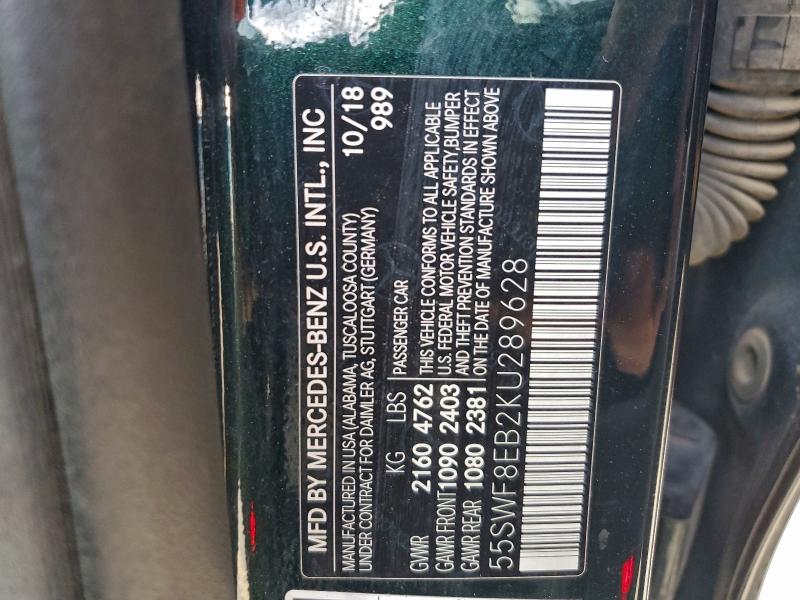 MFD BY MERCEDES-BENZ U.S. INTL., INC
MANUFACTURED IN USA (ALABAMA, TUSCALOOSA COUNTY)
UNDER CONTRACT FOR DAIMLER AG, STUTTGART (GERMANY)
10/18
989
KG LBS
GVWR 2160 4762
GAWR FRONT 1090 2403
GAWR REAR 1080 2381
PASSENGER CAR
THIS VEHICLE CONFORMS TO ALL APPLICABLE
U.S. FEDERAL MOTOR VEHICLE SAFETY,BUMPER
AND THEFT PREVENTION STANDARDS IN EFFECT
ON THE DATE OF MANUFACTURE SHOWN ABOVE
55SWF8EB2KU289628